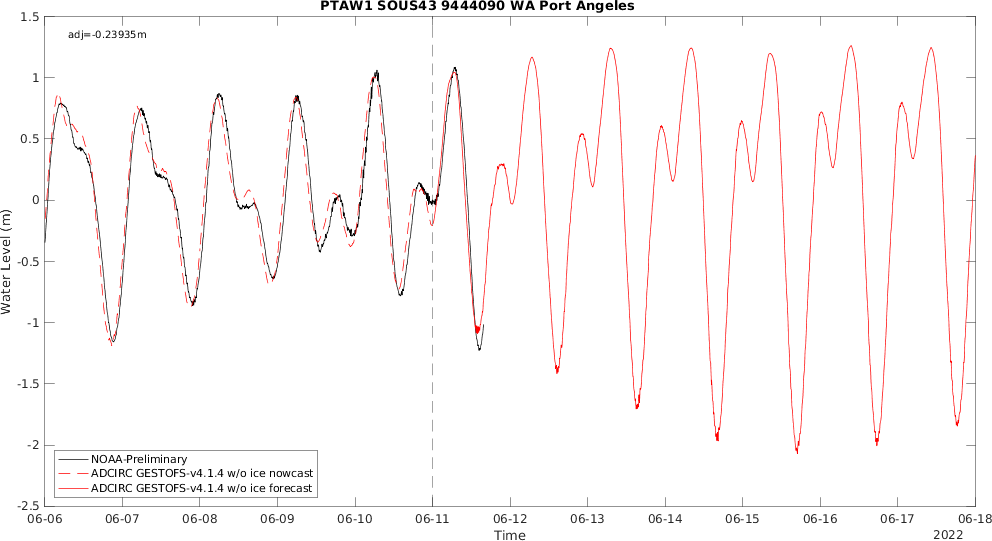 PTAW1 SOUS43 9444090 WA Port Angeles
adj=-0.23935m
1.5
1
0.5
0
-0.5
-1
-1.5
-2
-2.5
Water Level (m)
NOAA-Preliminary
ADCIRC GESTOFS-v4.1.4 w/o ice nowcast
ADCIRC GESTOFS-v4.1.4 w/o ice forecast
06-06 06-07 06-08 06-09 06-10 06-11 06-12 06-13 06-14 06-15 06-16 06-17 06-18
Time
2022